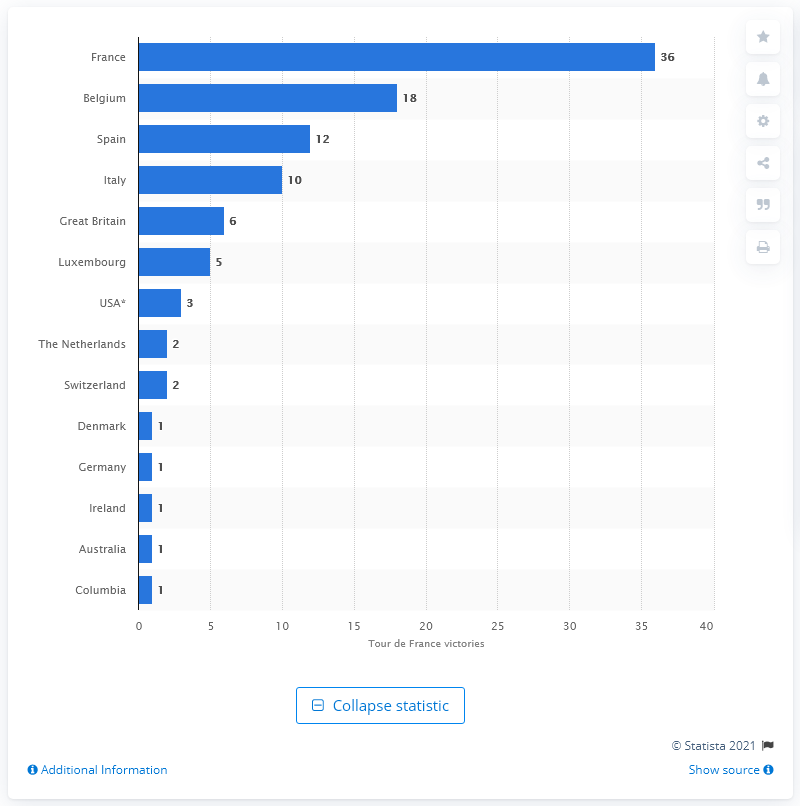 France 36
Belgium 18
Spain 12
Italy 10
Great Britain 6
Luxembourg 5
USA* 3
The Netherlands 2
Switzerland 2
Denmark 1
Germany 1
Ireland 1
Australia 1
Columbia 1
0 5 10 15 20 25 30 35 40
Tour de France victories
Collapse statistic
© Statista 2021
Additional Information
Show source